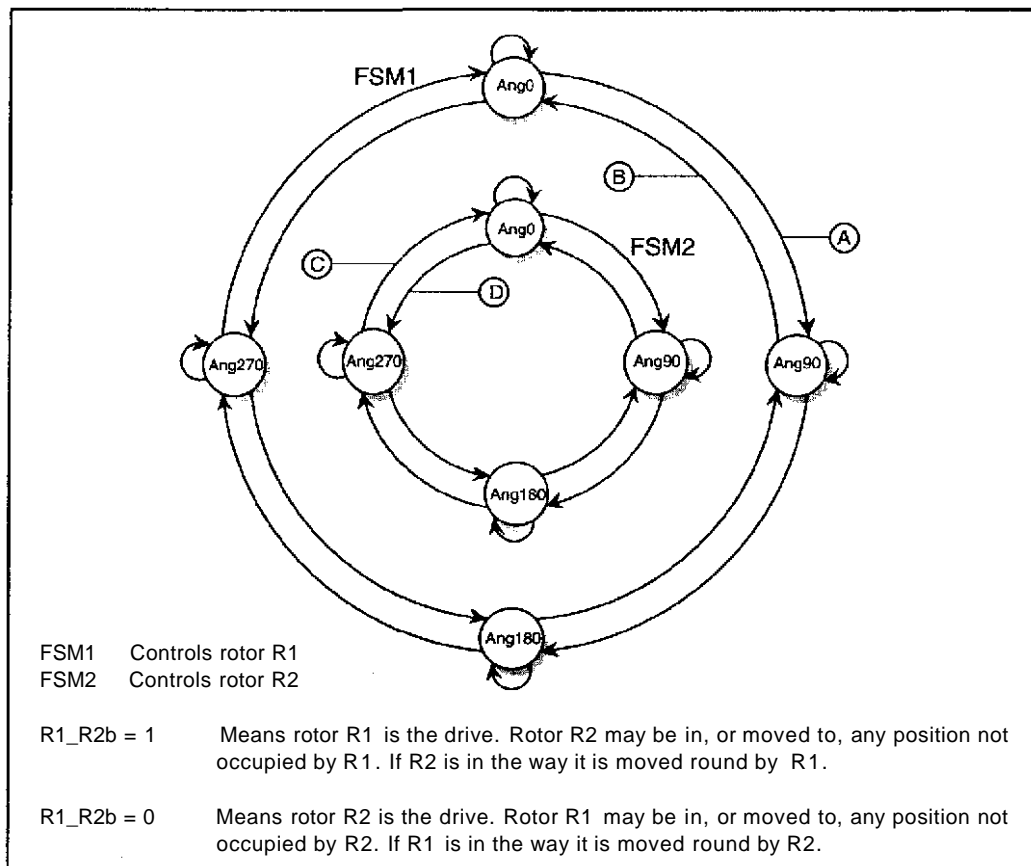 FSM1
Ang0
B
A
Ang0
FSM2
C
D
Ang270
Ang270
Ang90
Ang90
Ang180
Ang180
FSM1 Controls rotor R1
FSM2 Controls rotor R2
R1_R2b = 1 Means rotor R1 is the drive. Rotor R2 may be in, or moved to, any position not
occupied by R1. If R2 is in the way it is moved round by R1.
R1_R2b = 0 Means rotor R2 is the drive. Rotor R1 may be in, or moved to, any position not
occupied by R2. If R1 is in the way it is moved round by R2.